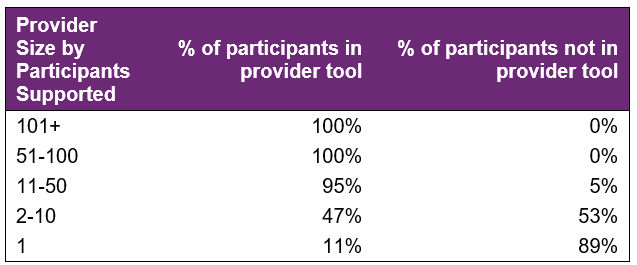 Provider
Size by
Participants
Supported
% of participants in
provider tool
% of participants not in
provider tool
101+ 100% 0%
51-100 100% 0%
11-50 95% 5%
2-10 47% 53%
1 11% 89%